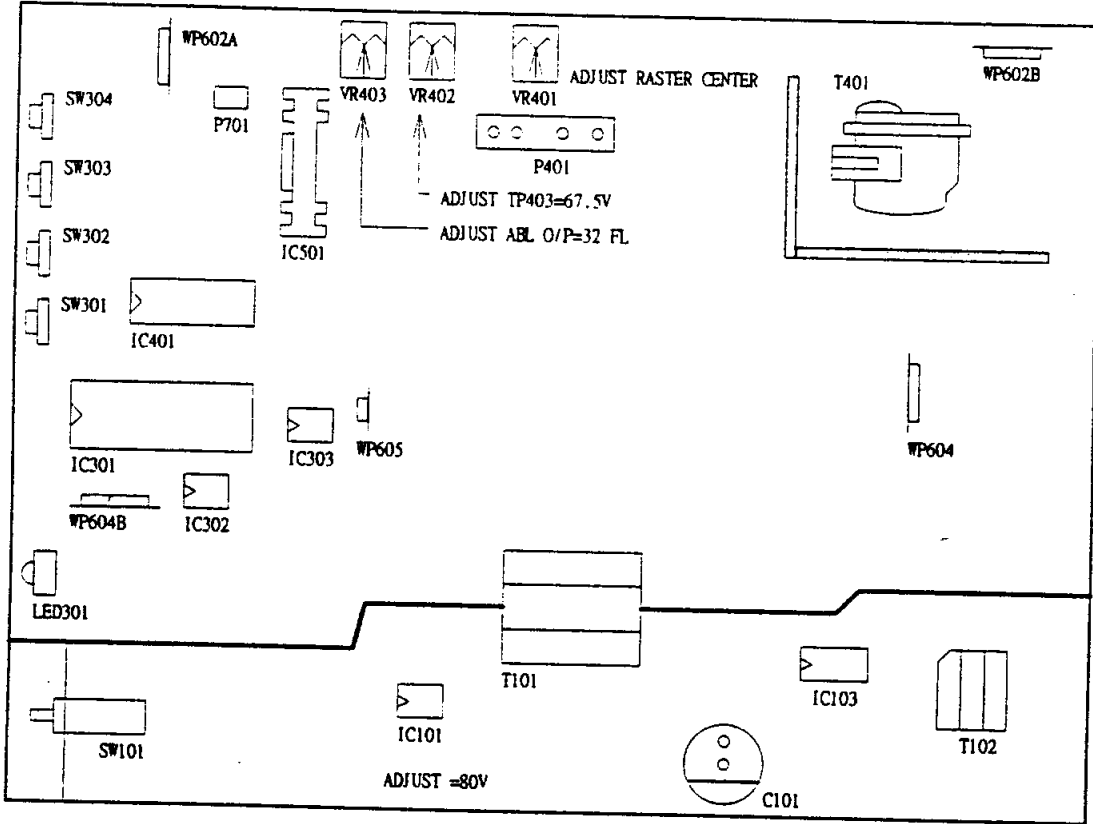 WP602A
SW304
P701
VR403
VR402
VR401
ADJUST RASTER CENTER
T401
WP602B
SW303
P401
ADJUST TP403=67.5V
SW302
IC501
ADJUST ABL O/P=32 FL
SW301
IC401
IC301
IC303
WP605
WP604
WP604B
IC302
LED301
T101
IC103
SW101
IC101
T102
ADJUST =80V
C101